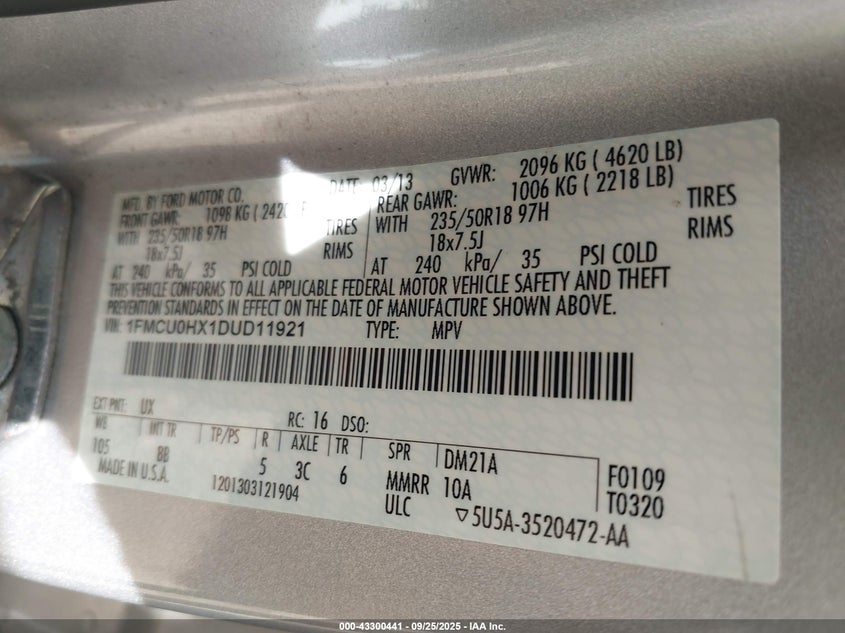 MFD. BY FORD MOTOR CO. DATE: 03/13 GVWR: 2096 KG ( 4620 LB)
FRONT GAWR: 1098 KG ( 2420 REAR GAWR: 1006 KG ( 2218 LB)
WITH 235/50R18 97H TIRES WITH 235/50R18 97H TIRES
18x7.5J RIMS 18x7.5J RIMS
AT 240 kPa/ 35 PSI COLD AT 240 kPa/ 35 PSI COLD
THIS VEHICLE CONFORMS TO ALL APPLICABLE FEDERAL MOTOR VEHICLE SAFETY AND THEFT
PREVENTION STANDARDS IN EFFECT ON THE DATE OF MANUFACTURE SHOWN ABOVE.
VIN: 1FMCU0HX1DUD11921 TYPE: MPV
EXT PNT: UX RC: 16 DSO:
WB INT TR TP/PS R AXLE TR SPR DM21A F0109
105 BB 5 3C 6 MMRR 10A T0320
MADE IN U.S.A. 1201303121904 ULC ▽5U5A-3520472-AA
000-43300441 - 09/25/2025 - IAA Inc.